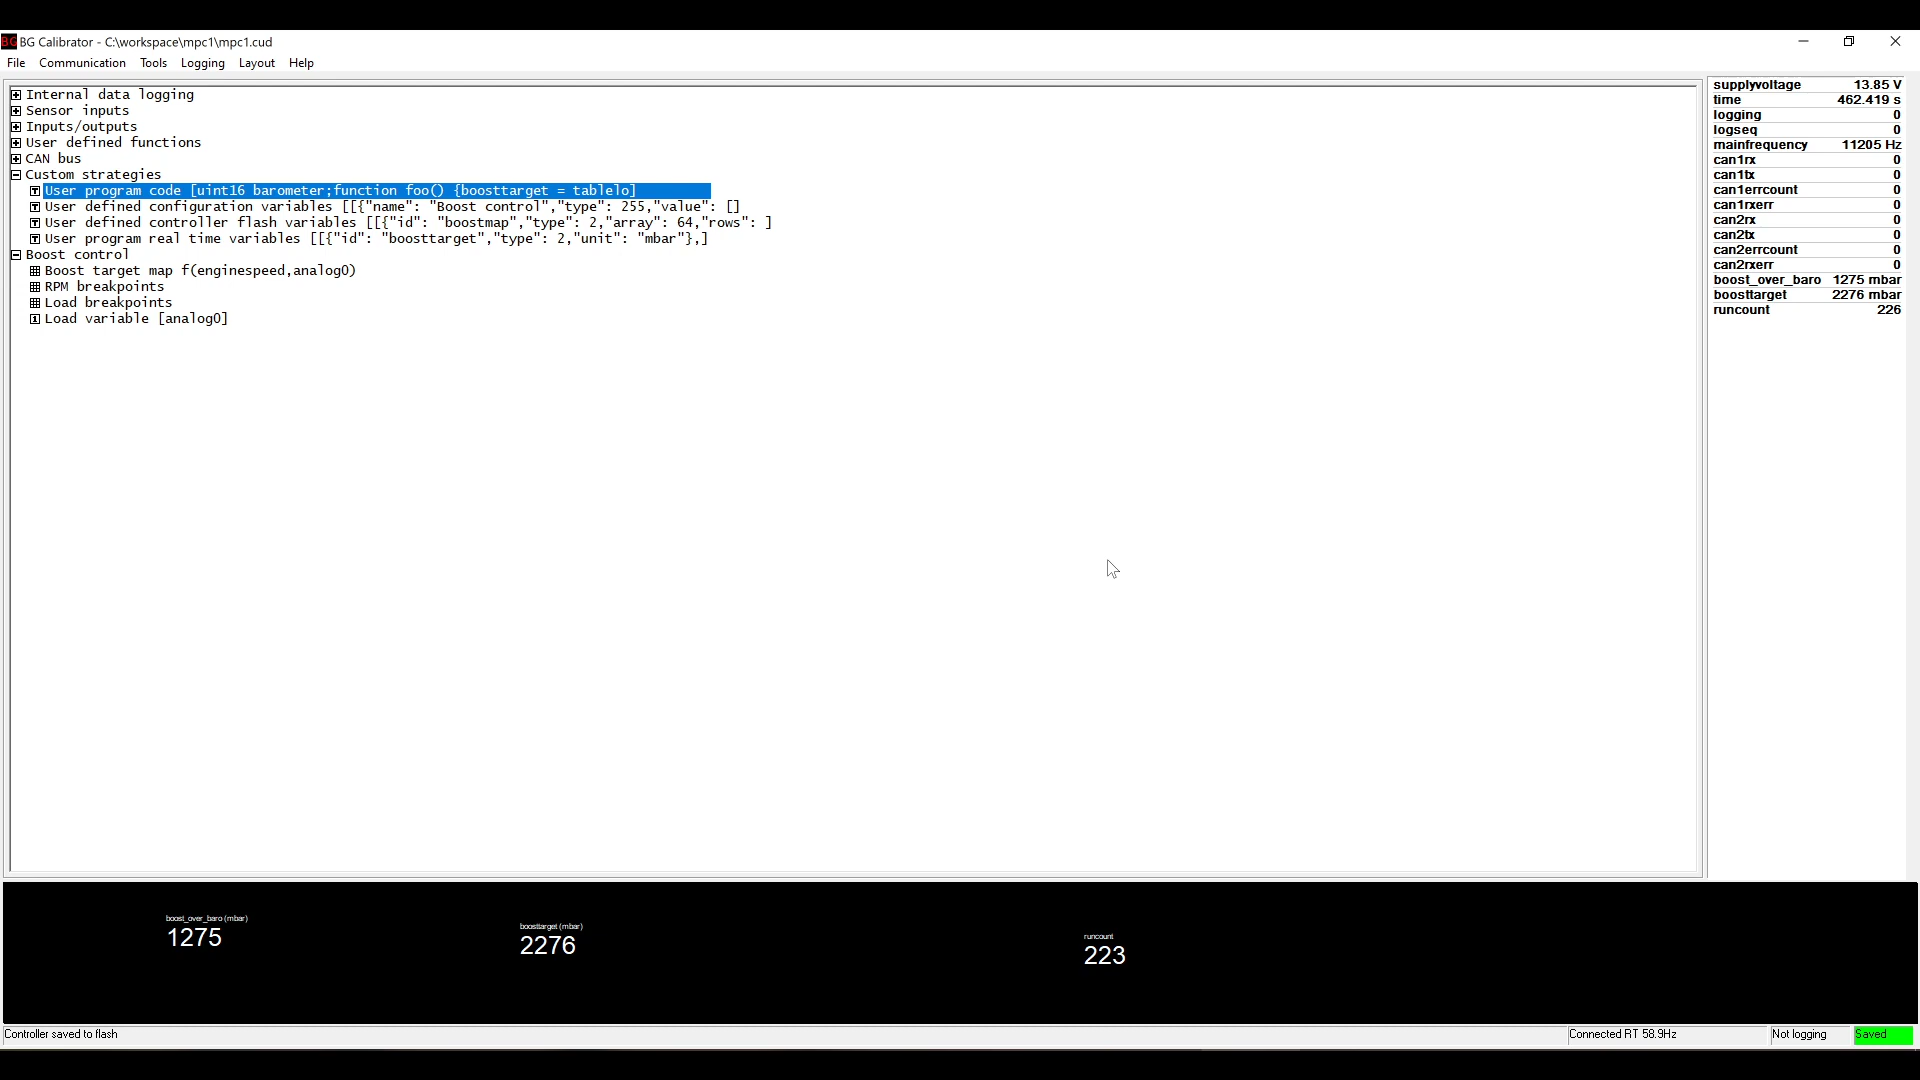 BG BG Calibrator - C:\workspace\mpc1\mpc1.cud
File Communication Tools Logging Layout Help
Internal data logging
Sensor inputs
Inputs/outputs
User defined functions
CAN bus
Custom strategies
User program code [uint16 barometer;function foo() {boosttarget = tablelo]
User defined configuration variables [[{"name": "Boost control","type": 255,"value": []
User defined controller flash variables [[{"id": "boostmap","type": 2,"array": 64,"rows": ]
User program real time variables [[{"id": "boosttarget","type": 2,"unit": "mbar"},]
Boost control
Boost target map f(enginespeed,analog0)
RPM breakpoints
Load breakpoints
Load variable [analog0]
supplyvoltage 13.85 V
time 462.419 s
logging 0
logseq 0
mainfrequency 11205 Hz
can1rx 0
can1tx 0
can1errcount 0
can1rxerr 0
can2rx 0
can2tx 0
can2errcount 0
can2rxerr 0
boost_over_baro 1275 mbar
boosttarget 2276 mbar
runcount 226
boost_over_baro (mbar)
1275
boosttarget (mbar)
2276
runcount
223
Controller saved to flash
Connected RT 58.9Hz
Not logging
Saved